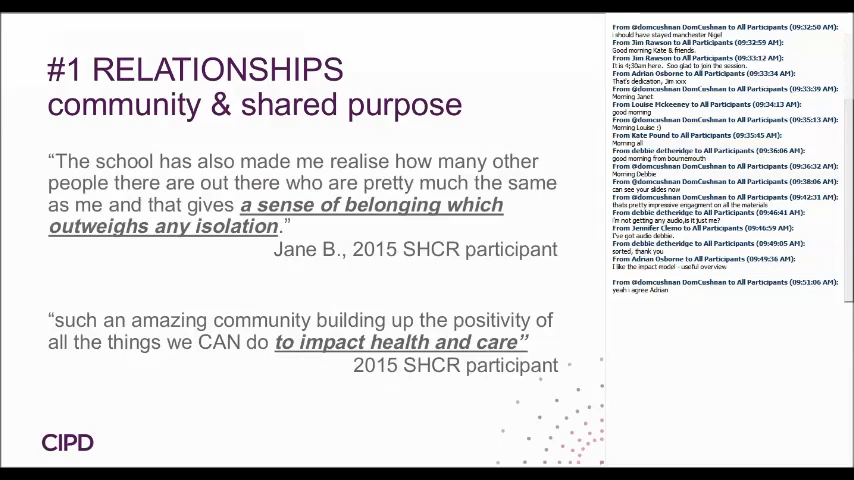 #1 RELATIONSHIPS
community & shared purpose
“The school has also made me realise how many other
people there are out there who are pretty much the same
as me and that gives a sense of belonging which
outweighs any isolation.”
Jane B., 2015 SHCR participant
“such an amazing community building up the positivity of
all the things we CAN do to impact health and care”
2015 SHCR participant
CIPD
From @domcushnan DomCushnan to All Participants (09:32:50 AM):
i should have stayed manchester Nigel
From Jim Rawson to All Participants (09:32:59 AM):
Good morning Kate & friends.
From Jim Rawson to All Participants (09:33:12 AM):
It is 4:30am here. Soo glad to join the session.
From Adrian Osborne to All Participants (09:33:34 AM):
That's dedication, Jim xxx
From @domcushnan DomCushnan to All Participants (09:33:39 AM):
Morning Janet
From Louise Mckeeney to All Participants (09:34:13 AM):
good morning
From @domcushnan DomCushnan to All Participants (09:35:13 AM):
Morning Louise :)
From Kate Pound to All Participants (09:35:45 AM):
Morning all
From debbie detheridge to All Participants (09:36:06 AM):
good morning from bournemouth
From @domcushnan DomCushnan to All Participants (09:36:32 AM):
Morning Debbie
From @domcushnan DomCushnan to All Participants (09:38:06 AM):
can see your slides now
From @domcushnan DomCushnan to All Participants (09:42:31 AM):
thats pretty impressive engagment on all the materials
From debbie detheridge to All Participants (09:46:41 AM):
i'm not getting any audio,is it just me?
From Jennifer Clemo to All Participants (09:46:59 AM):
I've got audio debbie.
From debbie detheridge to All Participants (09:49:05 AM):
sorted, thank you
From Adrian Osborne to All Participants (09:49:36 AM):
I like the impact model - useful overview
From @domcushnan DomCushnan to All Participants (09:51:06 AM):
yeah i agree Adrian